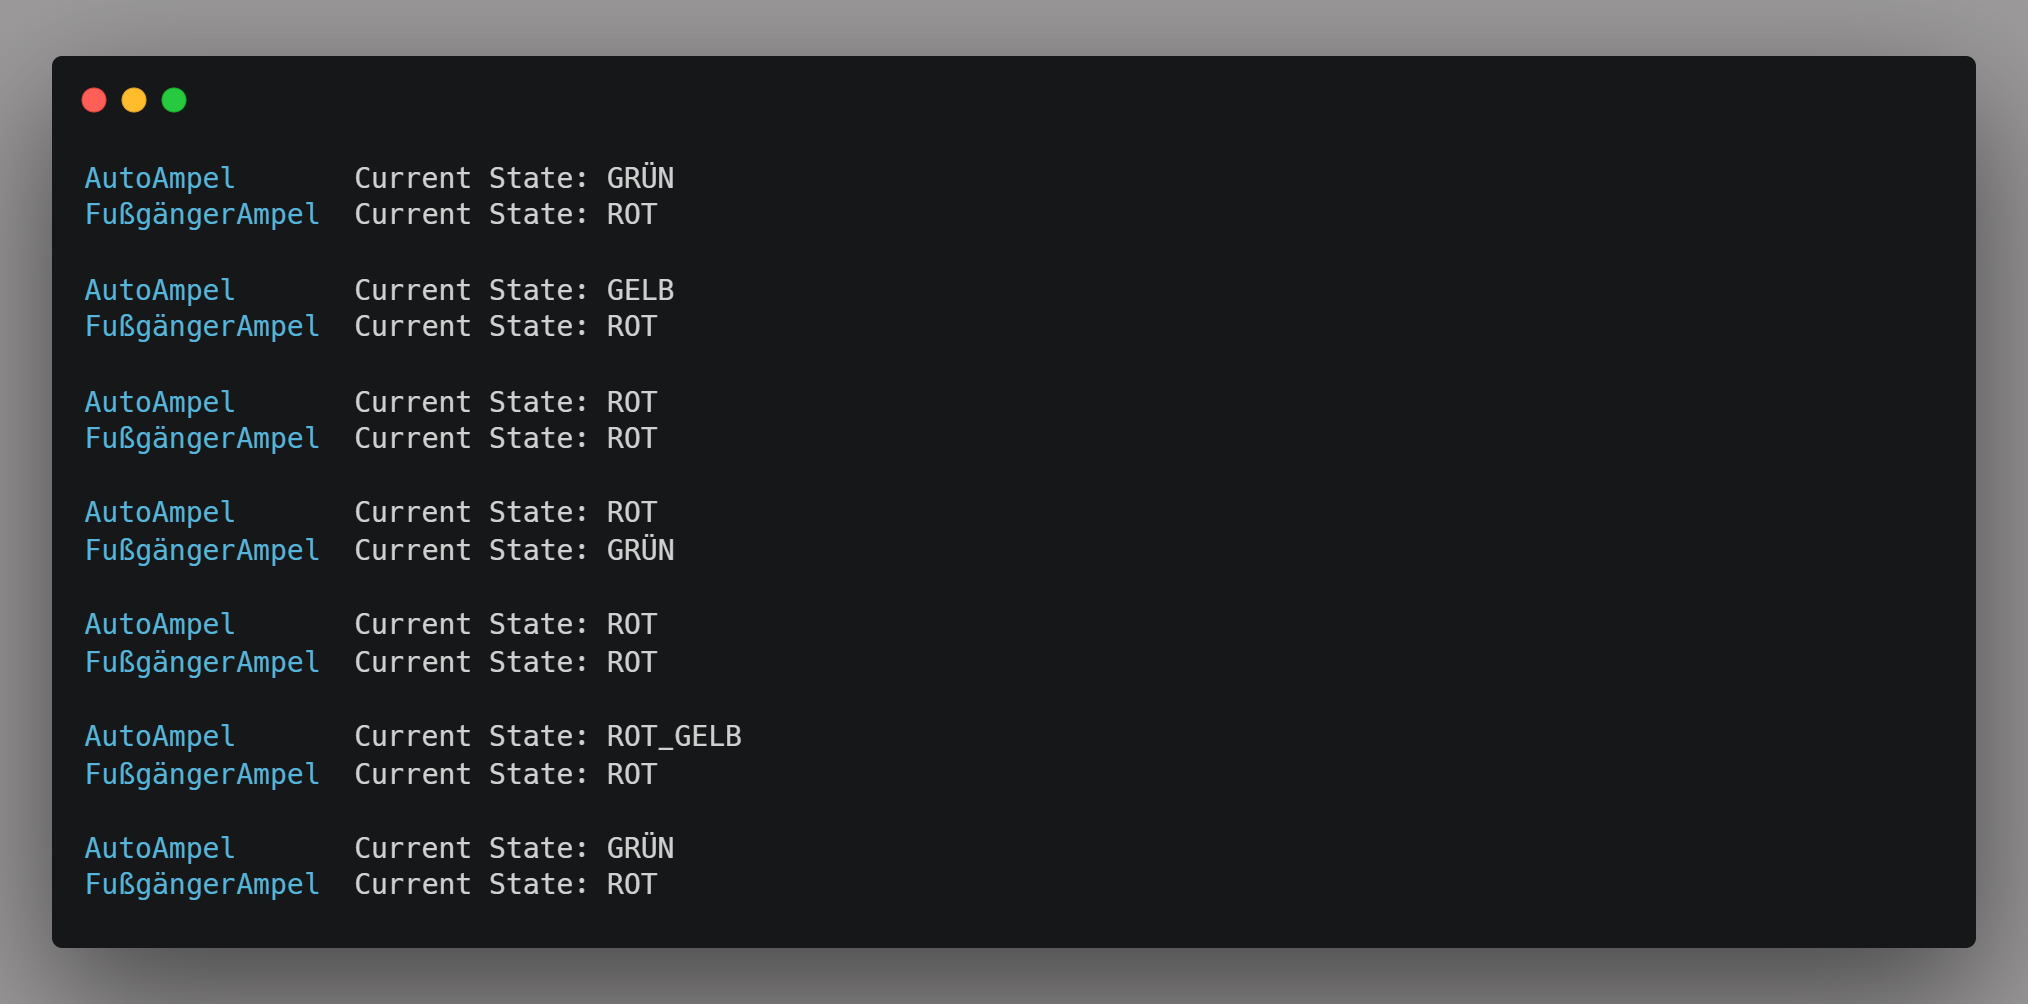 AutoAmpel       Current State: GRÜN
FußgängerAmpel  Current State: ROT

AutoAmpel       Current State: GELB
FußgängerAmpel  Current State: ROT

AutoAmpel       Current State: ROT
FußgängerAmpel  Current State: ROT

AutoAmpel       Current State: ROT
FußgängerAmpel  Current State: GRÜN

AutoAmpel       Current State: ROT
FußgängerAmpel  Current State: ROT

AutoAmpel       Current State: ROT_GELB
FußgängerAmpel  Current State: ROT

AutoAmpel       Current State: GRÜN
FußgängerAmpel  Current State: ROT